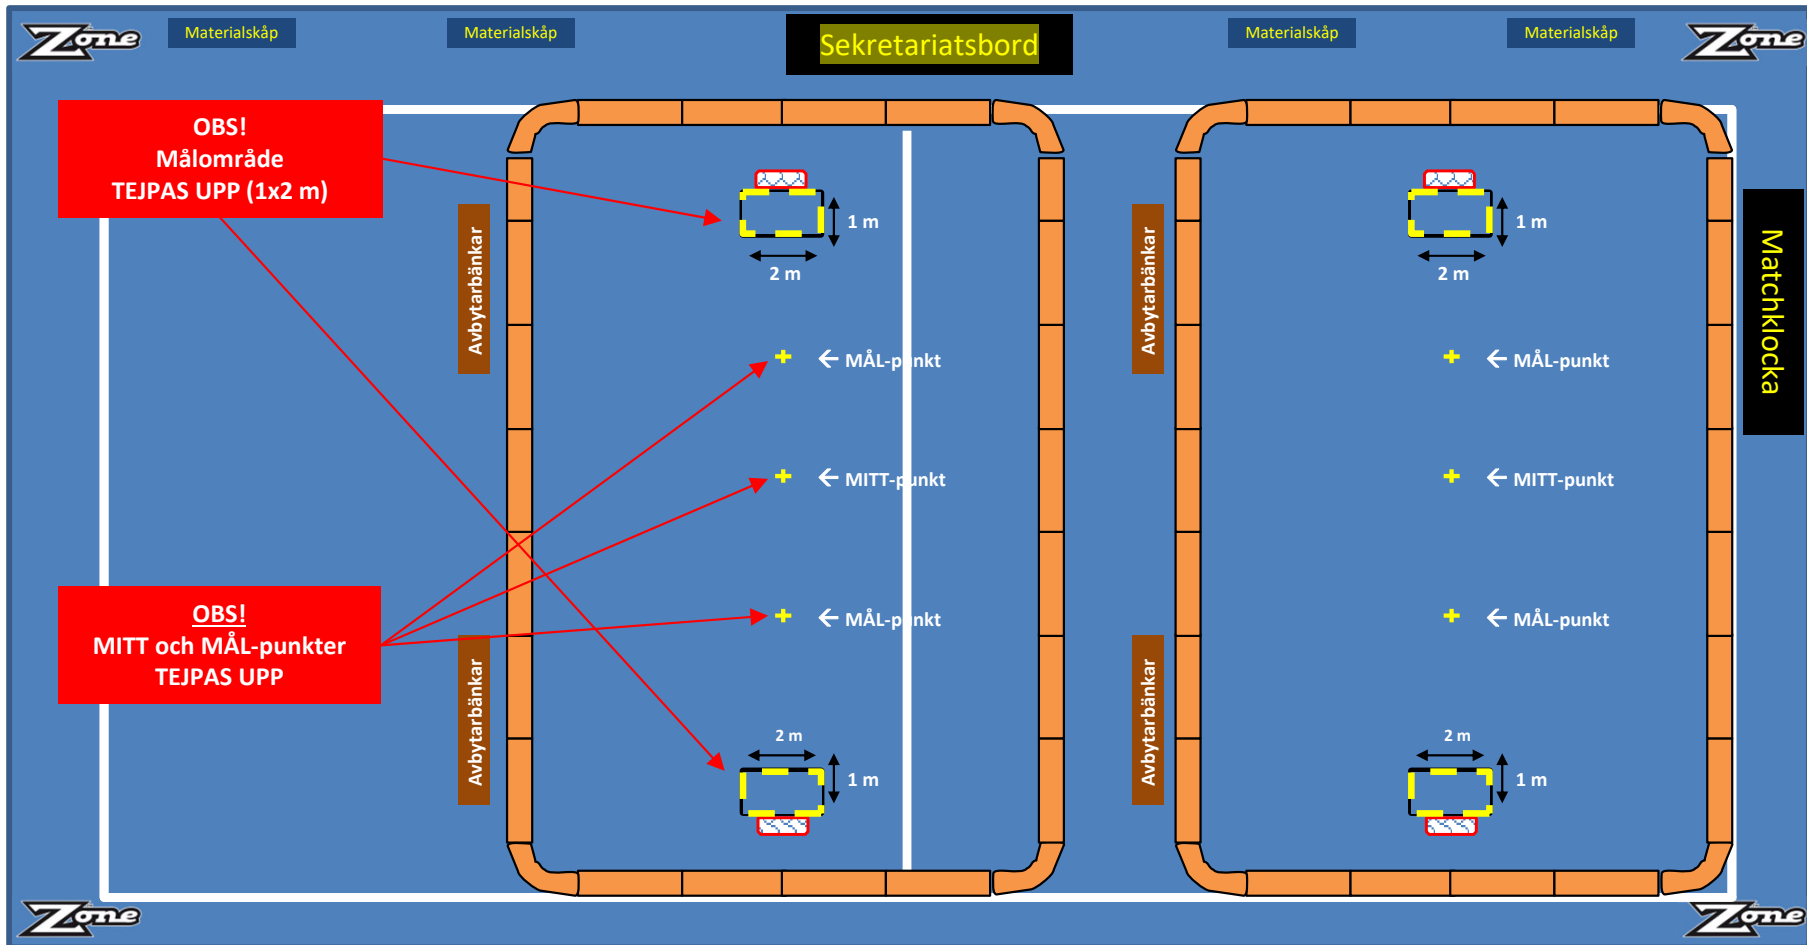 Zone
Materialskåp
Materialskåp
Sekretariatsbord
Materialskåp
Materialskåp
Zone
OBS!
Målområde
TEJPAS UPP (1x2 m)
Avbytarbänkar
1 m
2 m
Avbytarbänkar
1 m
2 m
Matchklocka
← MÅL-punkt
← MÅL-punkt
← MITT-punkt
← MITT-punkt
OBS!
MITT och MÅL-punkter
TEJPAS UPP
← MÅL-punkt
← MÅL-punkt
Avbytarbänkar
2 m
1 m
Avbytarbänkar
2 m
1 m
Zone
Zone